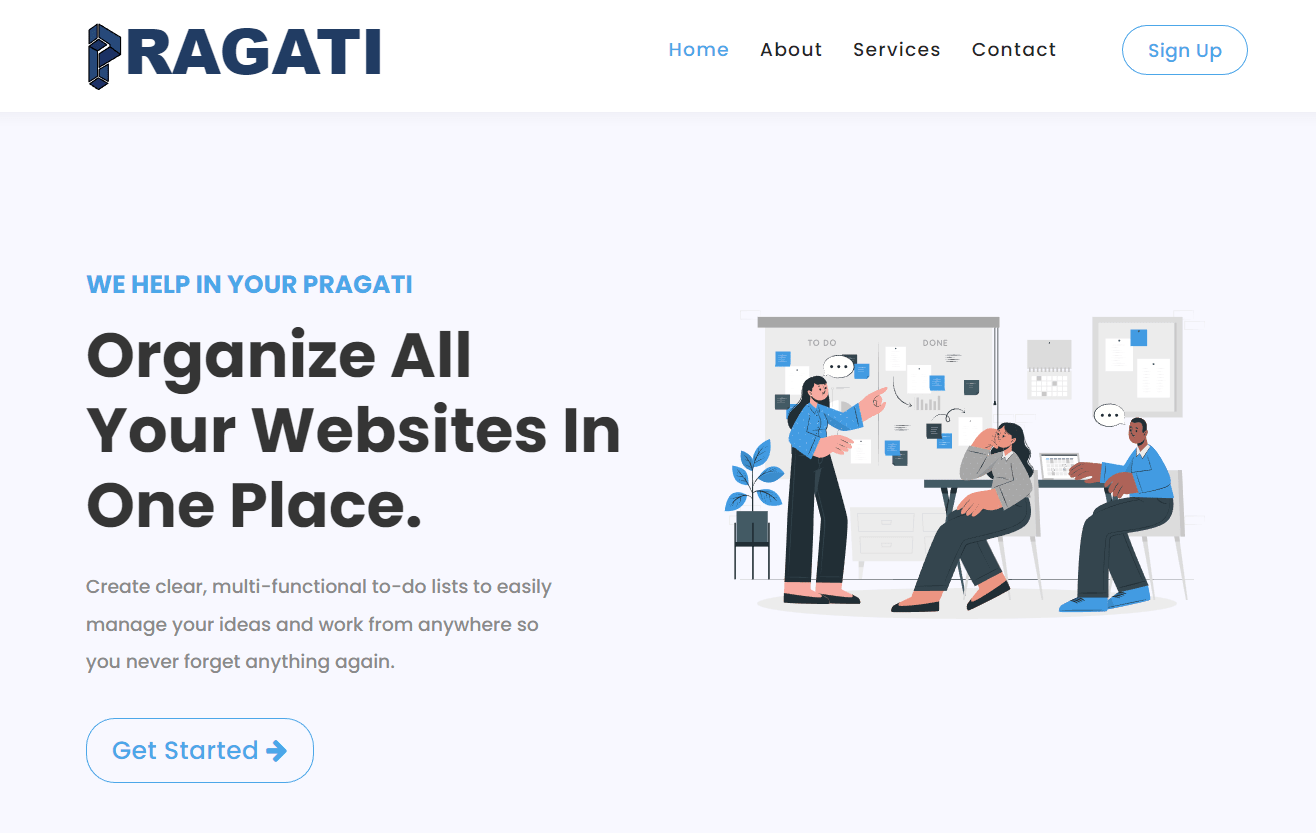 PRAGATI
Home About Services Contact Sign Up
WE HELP IN YOUR PRAGATI
Organize All
Your Websites In
One Place.
Create clear, multi-functional to-do lists to easily
manage your ideas and work from anywhere so
you never forget anything again.
Get Started
TO DO DONE